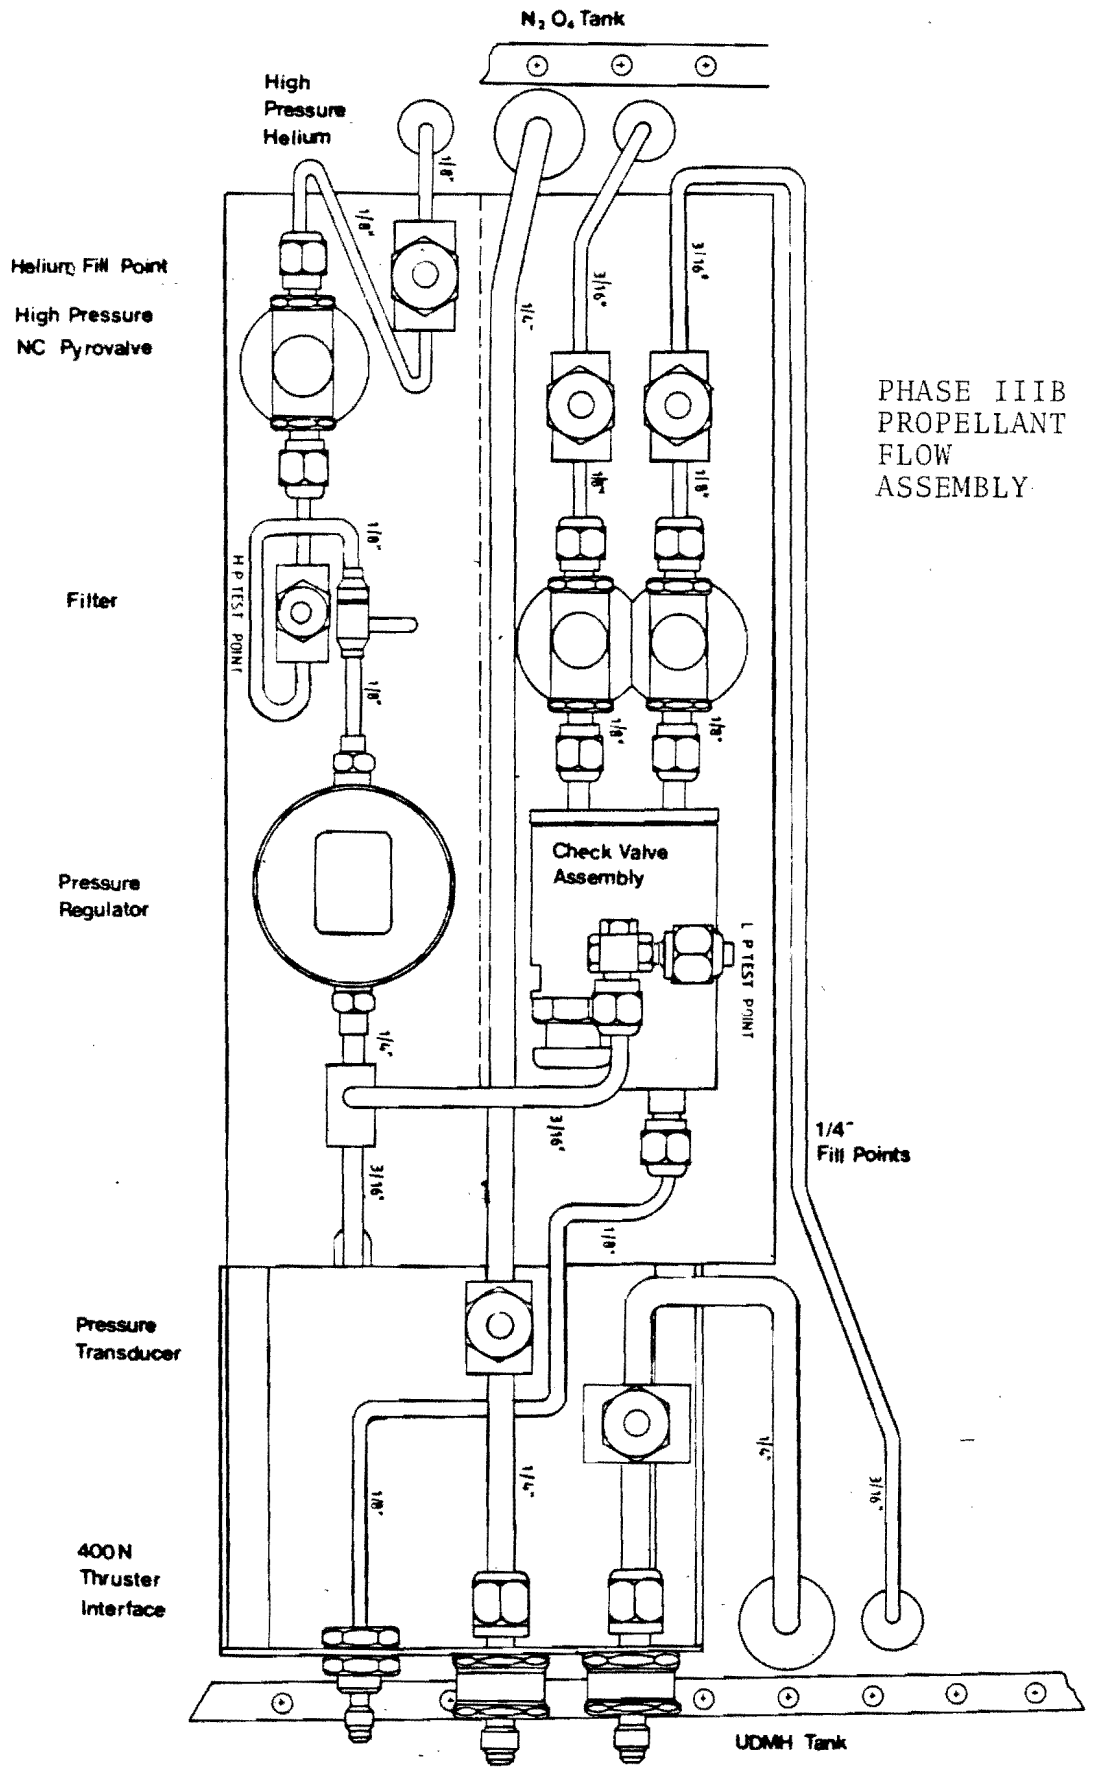 N₂O₄ Tank
High
Pressure
Helium
1/8"
1/8"
Helium Fill Point
High Pressure
NC Pyrovalve
3/16"
3/16"
1/4"
PHASE IIIB
PROPELLANT
FLOW
ASSEMBLY
1/8"
1/8"
1/8"
H P TEST POINT
Filter
1/8"
1/8"
1/8"
Check Valve
Assembly
Pressure
Regulator
L P TEST POINT
1/4"
3/16"
1/4"
Fill Points
3/16"
1/8"
Pressure
Transducer
1/4"
1/4"
3/16"
1/8"
400N
Thruster
Interface
UDMH Tank